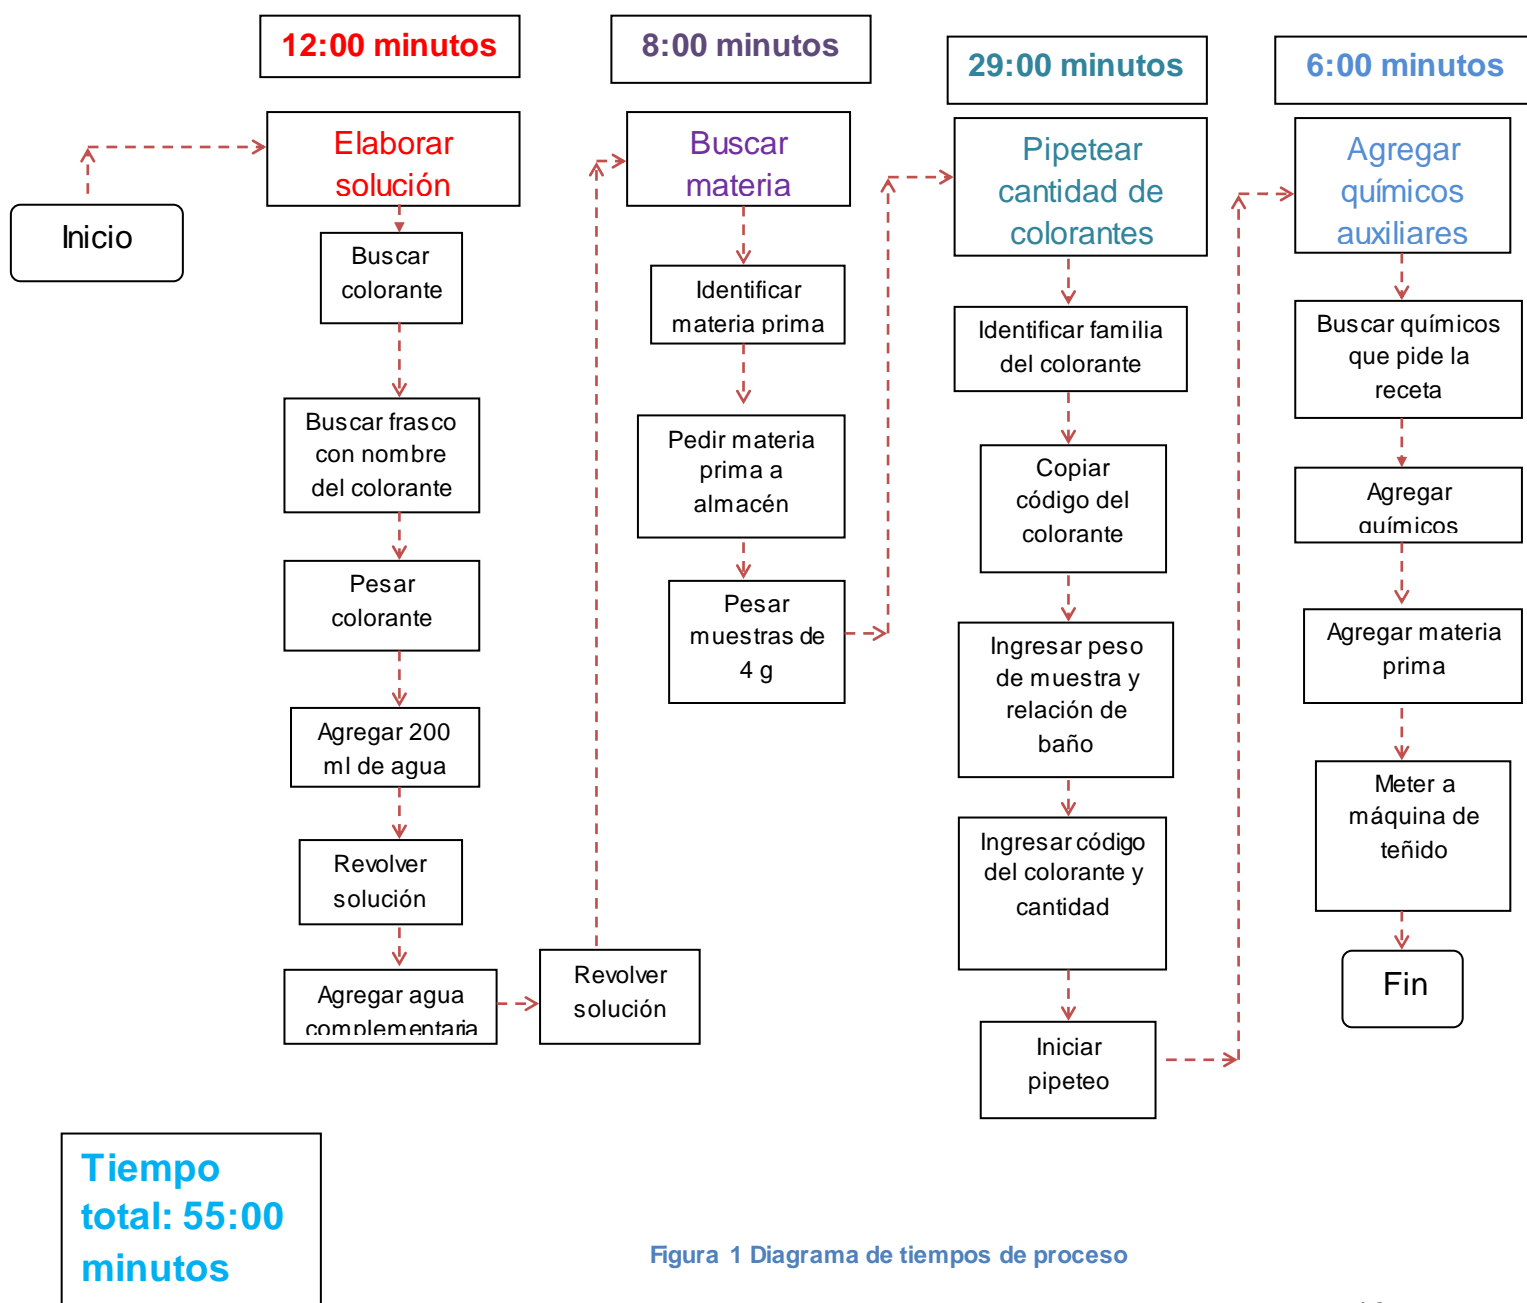 12:00 minutos
8:00 minutos
29:00 minutos
6:00 minutos
Inicio
Elaborar
solución
Buscar
colorante
Buscar frasco
con nombre
del colorante
Pesar
colorante
Agregar 200
ml de agua
Revolver
solución
Agregar agua
complementaria
Revolver
solución
Buscar
materia
Identificar
materia prima
Pedir materia
prima a
almacén
Pesar
muestras de
4 g
Pipetear
cantidad de
colorantes
Identificar familia
del colorante
Copiar
código del
colorante
Ingresar peso
de muestra y
relación de
baño
Ingresar código
del colorante y
cantidad
Iniciar
pipeteo
Agregar
químicos
auxiliares
Buscar químicos
que pide la
receta
Agregar
químicos
Agregar materia
prima
Meter a
máquina de
teñido
Fin
Tiempo
total: 55:00
minutos
Figura 1 Diagrama de tiempos de proceso